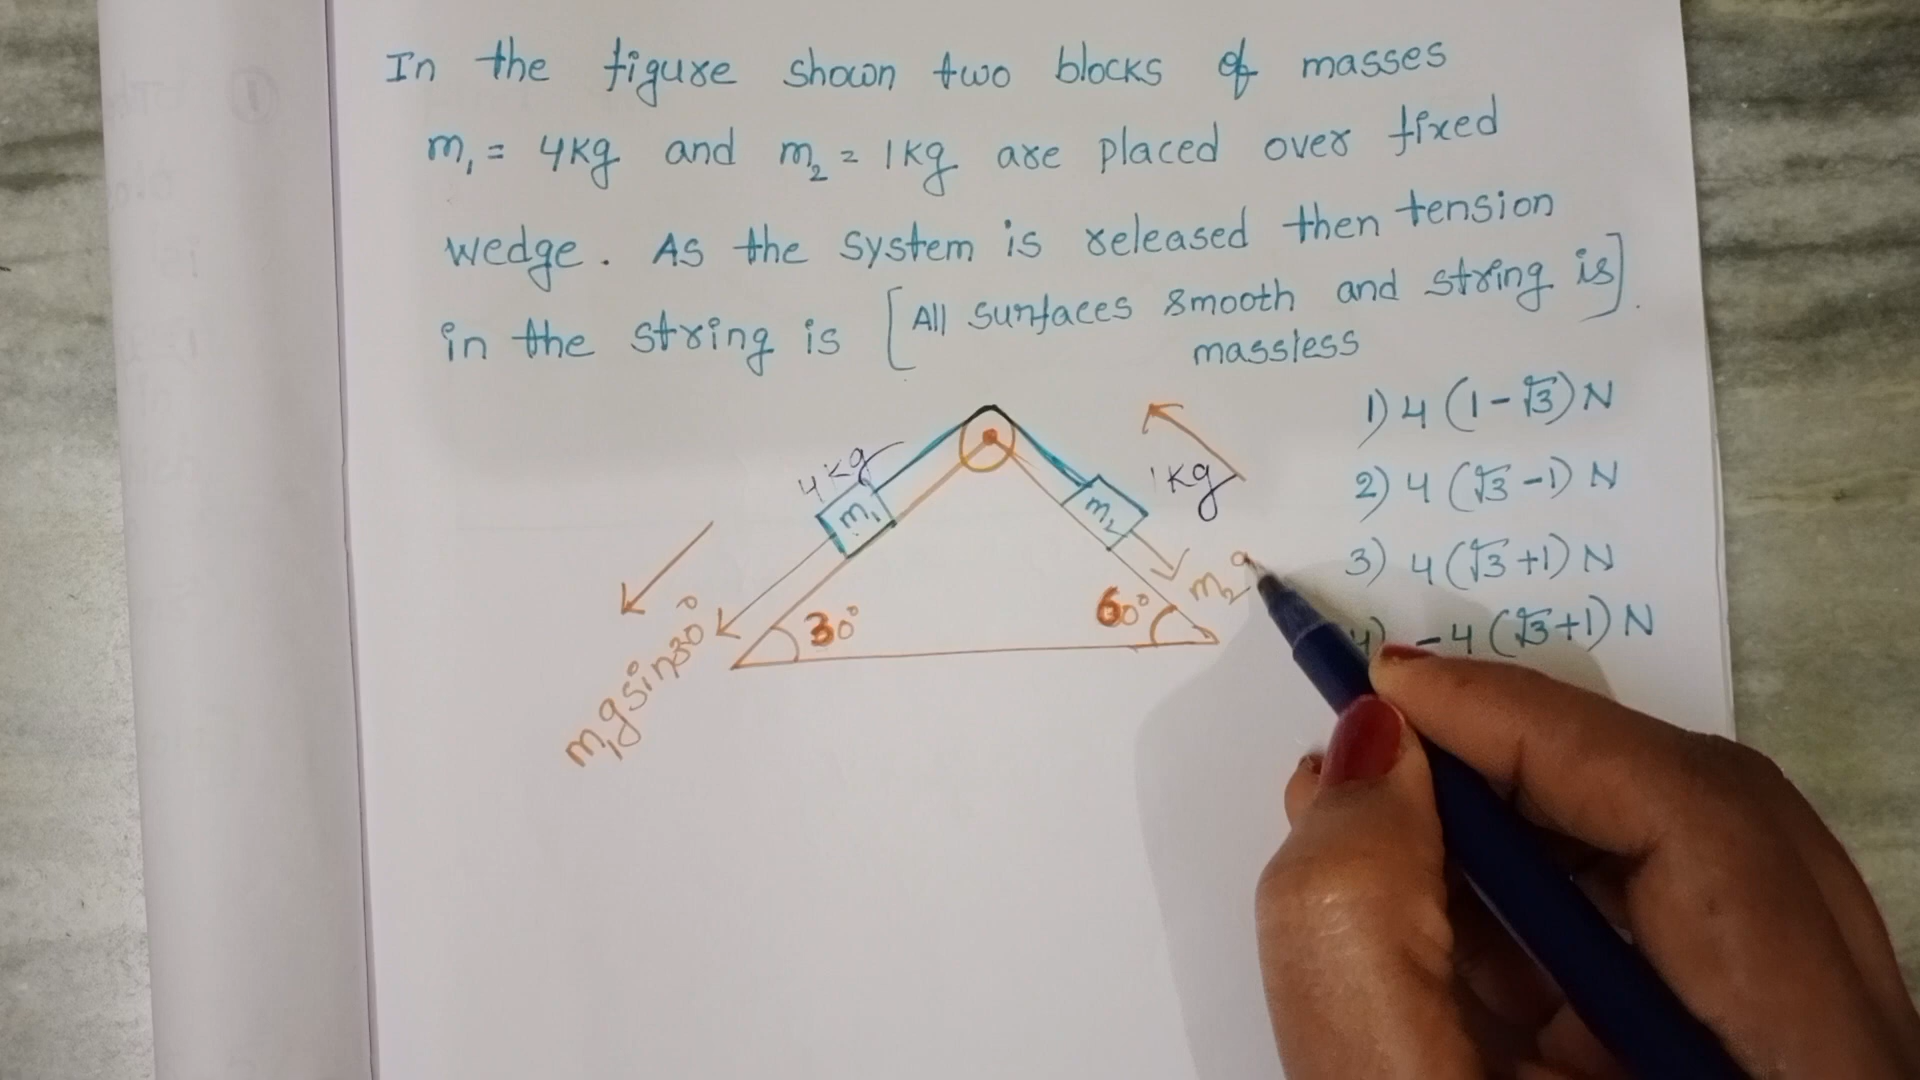 In the figure shown two blocks of masses
m₁ = 4kg and m₂ = 1kg are placed over fixed
wedge. As the system is released then tension
in the string is [All surfaces smooth and string is].
massless
1) 4 (1-√3) N
2) 4 (√3-1) N
3) 4 (√3+1) N
4) -4 (√3+1) N
4kg
1kg
m₁
m₂
30°
60°
m₁gsin30°
m₂